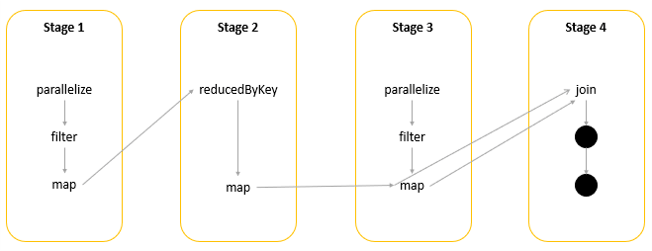 Stage 1
parallelize
filter
map
Stage 2
reducedByKey
map
Stage 3
parallelize
filter
map
Stage 4
join